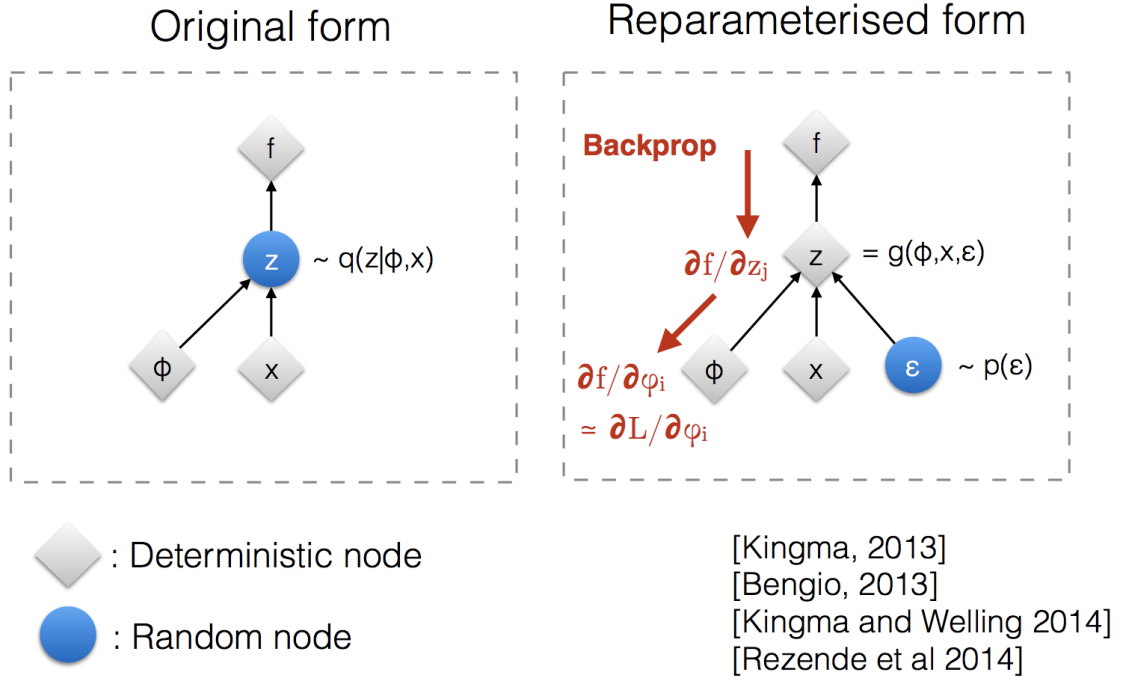 Original form
f
z ~ q(z|ϕ,x)
ϕ x
Reparameterised form
Backprop
f
∂f/∂zⱼ
z = g(ϕ,x,ε)
∂f/∂φᵢ
≃ ∂L/∂φᵢ
ϕ x ε ~ p(ε)
: Deterministic node
: Random node
[Kingma, 2013]
[Bengio, 2013]
[Kingma and Welling 2014]
[Rezende et al 2014]